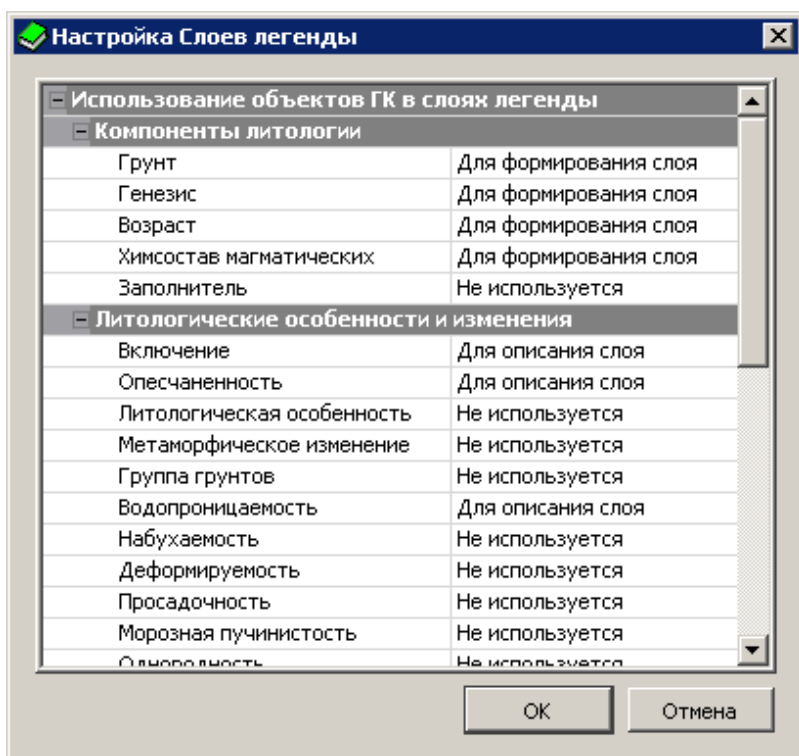 Настройка Слоев легенды
Использование объектов ГК в слоях легенды
Компоненты литологии
Грунт Для формирования слоя
Генезис Для формирования слоя
Возраст Для формирования слоя
Химсостав магматических Для формирования слоя
Заполнитель Не используется
Литологические особенности и изменения
Включение Для описания слоя
Опесчаненность Для описания слоя
Литологическая особенность Не используется
Метаморфическое изменение Не используется
Группа грунтов Не используется
Водопроницаемость Для описания слоя
Набухаемость Не используется
Деформируемость Не используется
Просадочность Не используется
Морозная пучинистость Не используется
Однородность Не используется
OK Отмена